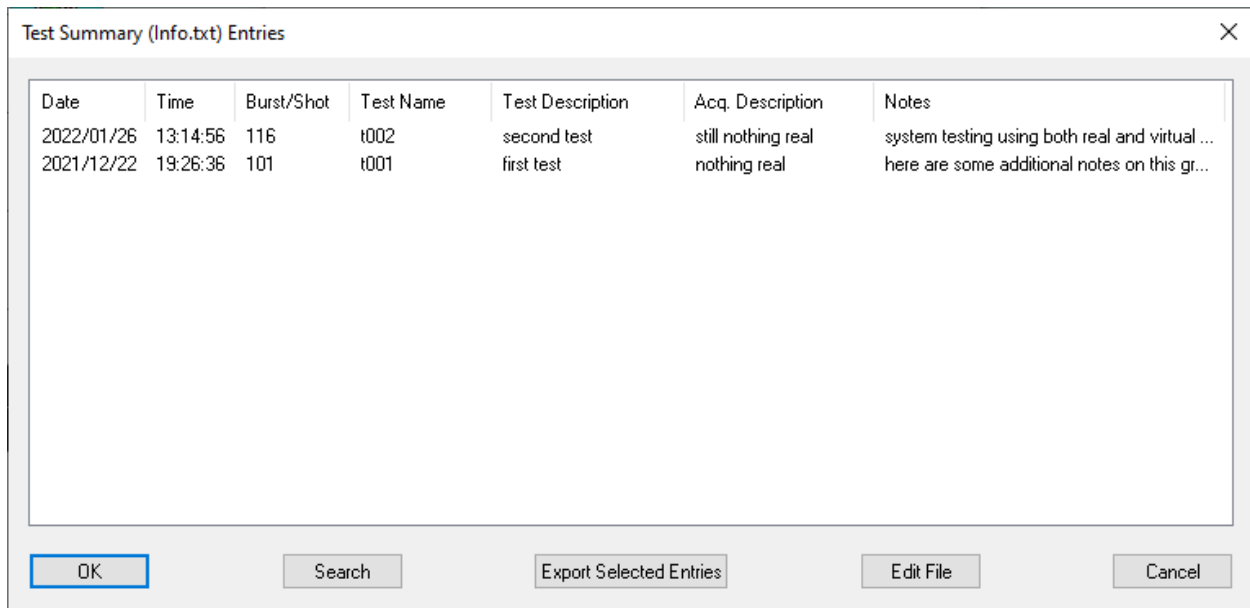 Test Summary (Info.txt) Entries
Date Time Burst/Shot Test Name Test Description Acq. Description Notes
2022/01/26 13:14:56 116 t002 second test still nothing real system testing using both real and virtual ...
2021/12/22 19:26:36 101 t001 first test nothing real here are some additional notes on this gr...
OK Search Export Selected Entries Edit File Cancel